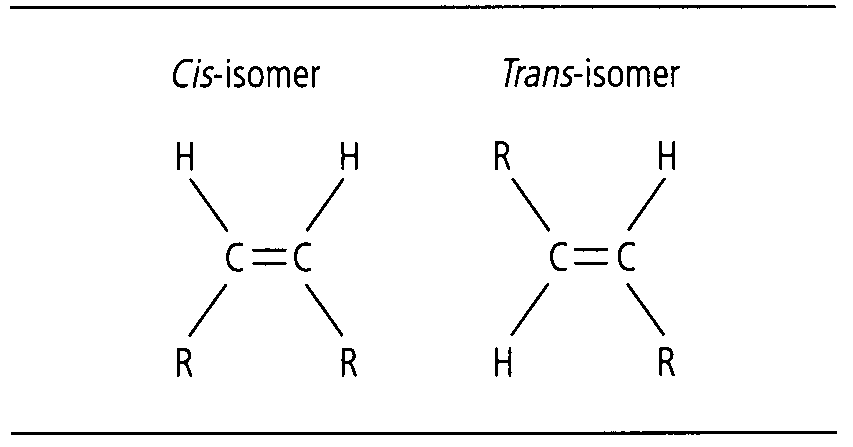 Cis-isomer Trans-isomer
H H R H
C=C C=C
R R H R